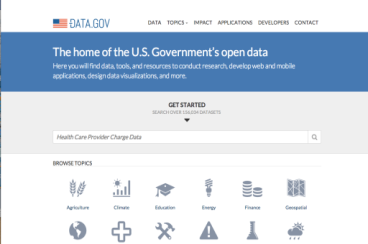 DATA.GOV
DATA TOPICS IMPACT APPLICATIONS DEVELOPERS CONTACT
The home of the U.S. Government's open data
Here you will find data, tools, and resources to conduct research, develop web and mobile
applications, design data visualizations, and more.
GET STARTED
SEARCH OVER DATASETS
Health Care Provider Charge Data
BROWSE TOPICS
Agriculture Climate Education Energy Finance Geospatial